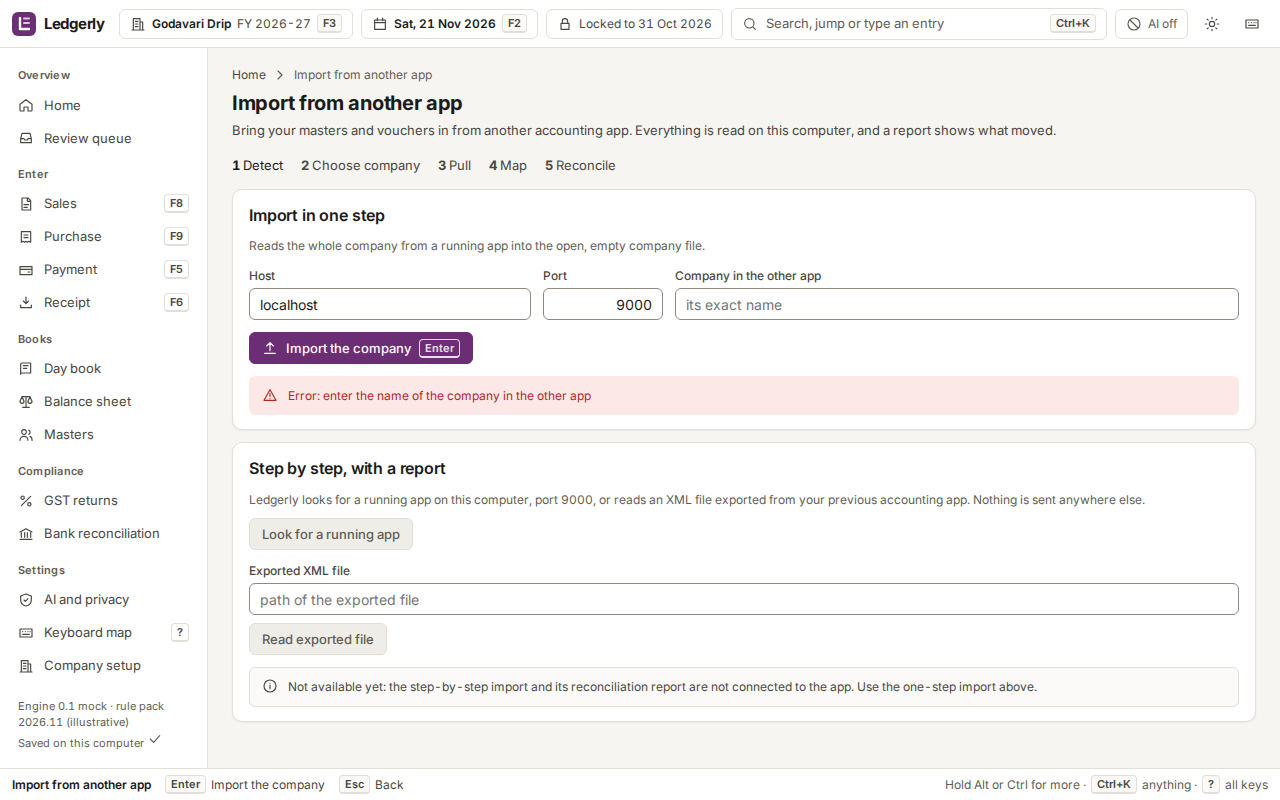 Ledgerly
Godavari Drip FY 2026-27 F3
Sat, 21 Nov 2026 F2
Locked to 31 Oct 2026
Search, jump or type an entry Ctrl+K
AI off
Overview
Home
Review queue
Enter
Sales F8
Purchase F9
Payment F5
Receipt F6
Books
Day book
Balance sheet
Masters
Compliance
GST returns
Bank reconciliation
Settings
AI and privacy
Keyboard map ?
Company setup
Engine 0.1 mock · rule pack
2026.11 (illustrative)
Saved on this computer
Home > Import from another app
Import from another app
Bring your masters and vouchers in from another accounting app. Everything is read on this computer, and a report shows what moved.
1 Detect 2 Choose company 3 Pull 4 Map 5 Reconcile
Import in one step
Reads the whole company from a running app into the open, empty company file.
Host Port Company in the other app
localhost 9000 its exact name
Import the company Enter
Error: enter the name of the company in the other app
Step by step, with a report
Ledgerly looks for a running app on this computer, port 9000, or reads an XML file exported from your previous accounting app. Nothing is sent anywhere else.
Look for a running app
Exported XML file
path of the exported file
Read exported file
Not available yet: the step-by-step import and its reconciliation report are not connected to the app. Use the one-step import above.
Import from another app Enter Import the company Esc Back
Hold Alt or Ctrl for more · Ctrl+K anything · ? all keys